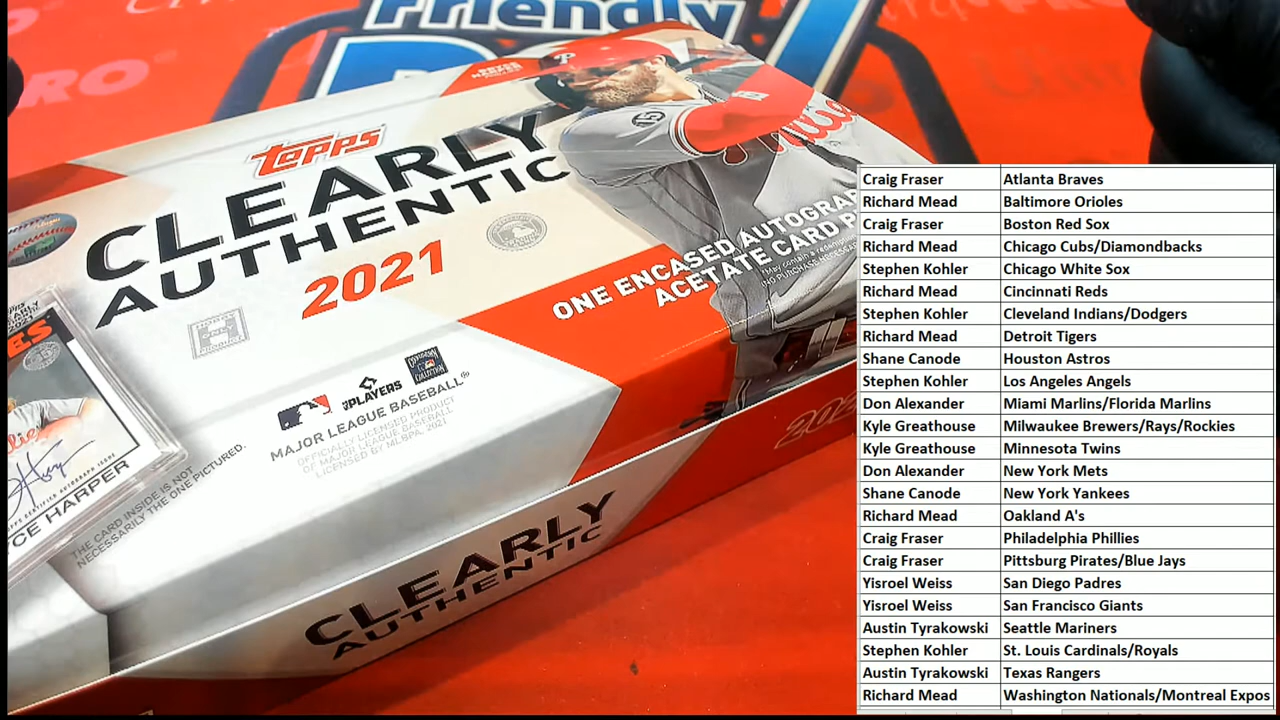 Friendly
Topps
CLEARLY
AUTHENTIC
2021
ONE ENCASED AUTOGRAP
ACETATE CARD P
PLAYERS
MAJOR LEAGUE BASEBALL®
OFFICIALLY LICENSED PRODUCT
OF MAJOR LEAGUE BASEBALL
LICENSED BY MLBPA, 2021
THE CARD INSIDE IS NOT
NECESSARILY THE ONE PICTURED.
CE HARPER
CLEARLY
AUTHENTIC
Craig Fraser Atlanta Braves
Richard Mead Baltimore Orioles
Craig Fraser Boston Red Sox
Richard Mead Chicago Cubs/Diamondbacks
Stephen Kohler Chicago White Sox
Richard Mead Cincinnati Reds
Stephen Kohler Cleveland Indians/Dodgers
Richard Mead Detroit Tigers
Shane Canode Houston Astros
Stephen Kohler Los Angeles Angels
Don Alexander Miami Marlins/Florida Marlins
Kyle Greathouse Milwaukee Brewers/Rays/Rockies
Kyle Greathouse Minnesota Twins
Don Alexander New York Mets
Shane Canode New York Yankees
Richard Mead Oakland A's
Craig Fraser Philadelphia Phillies
Craig Fraser Pittsburg Pirates/Blue Jays
Yisroel Weiss San Diego Padres
Yisroel Weiss San Francisco Giants
Austin Tyrakowski Seattle Mariners
Stephen Kohler St. Louis Cardinals/Royals
Austin Tyrakowski Texas Rangers
Richard Mead Washington Nationals/Montreal Expos